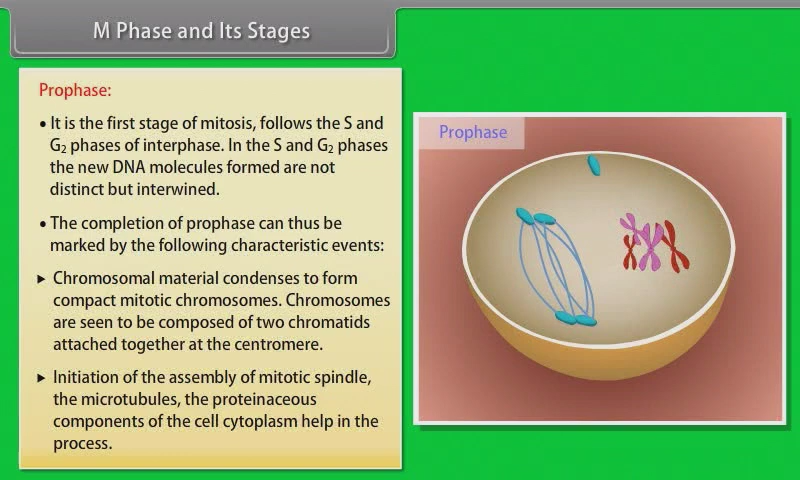 M Phase and Its Stages
Prophase:
• It is the first stage of mitosis, follows the S and
G₂ phases of interphase. In the S and G₂ phases
the new DNA molecules formed are not
distinct but interwined.
• The completion of prophase can thus be
marked by the following characteristic events:
► Chromosomal material condenses to form
compact mitotic chromosomes. Chromosomes
are seen to be composed of two chromatids
attached together at the centromere.
► Initiation of the assembly of mitotic spindle,
the microtubules, the proteinaceous
components of the cell cytoplasm help in the
process.
Prophase